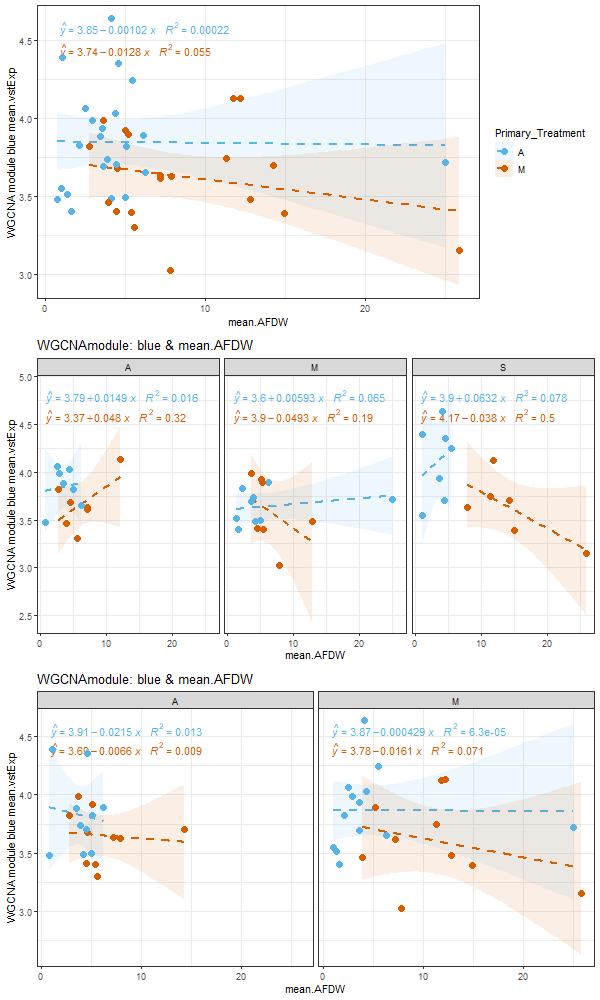 ŷ = 3.85 − 0.00102 x R² = 0.00022
ŷ = 3.74 − 0.0128 x R² = 0.055
4.5
4.0
3.5
3.0
WGCNA module blue mean.vstExp
0 10 20
mean.AFDW
Primary_Treatment
A
M
WGCNAmodule: blue & mean.AFDW
A M S
ŷ = 3.79 + 0.0149 x R² = 0.016
ŷ = 3.37 + 0.048 x R² = 0.32
ŷ = 3.6 + 0.00593 x R² = 0.065
ŷ = 3.9 − 0.0493 x R² = 0.19
ŷ = 3.9 + 0.0632 x R² = 0.078
ŷ = 4.17 − 0.038 x R² = 0.5
5.0
4.5
4.0
3.5
3.0
2.5
WGCNA module blue mean.vstExp
0 10 20 0 10 20 0 10 20
mean.AFDW
WGCNAmodule: blue & mean.AFDW
A M
ŷ = 3.91 − 0.0215 x R² = 0.013
ŷ = 3.69 − 0.0066 x R² = 0.009
ŷ = 3.87 − 0.000429 x R² = 6.3e-05
ŷ = 3.78 − 0.0161 x R² = 0.071
4.5
4.0
3.5
3.0
WGCNA module blue mean.vstExp
0 10 20 0 10 20
mean.AFDW